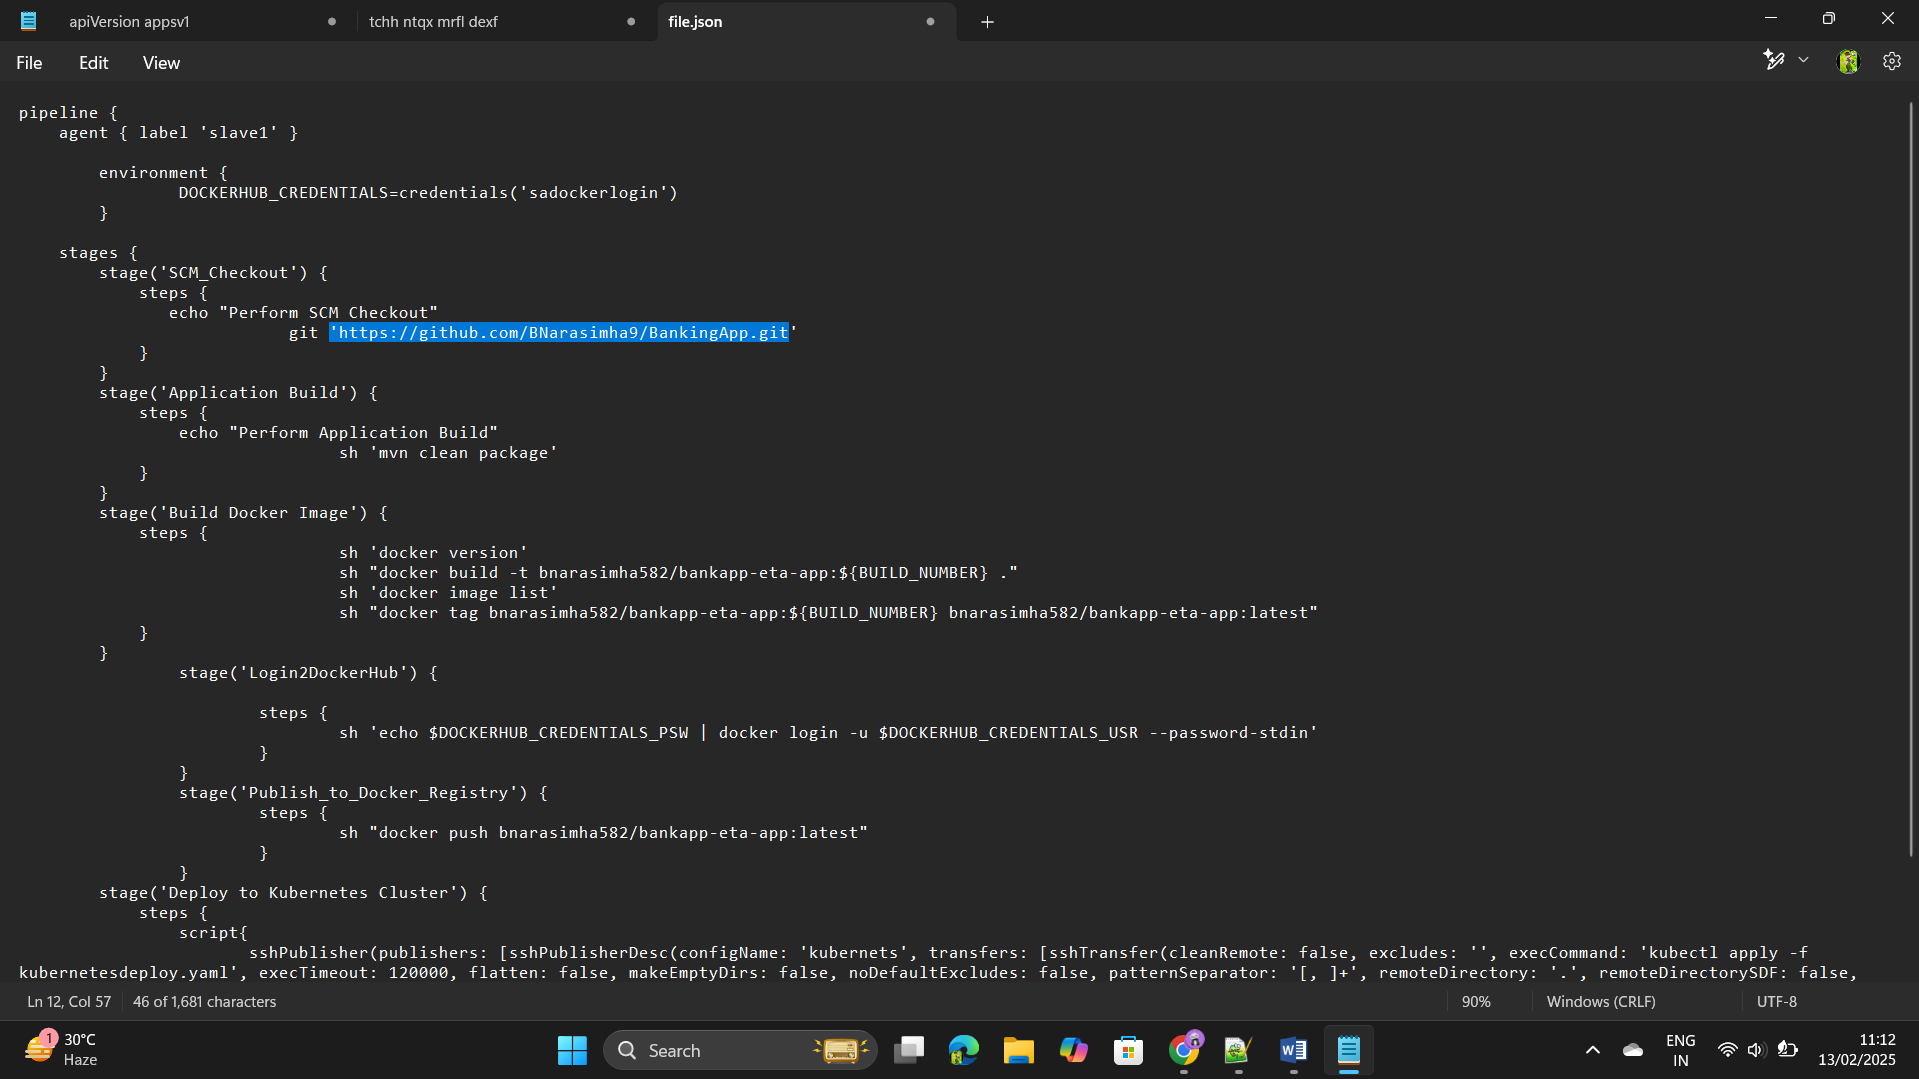 apiVersion appsv1
tchh ntqx mrfl dexf
file.json
File Edit View
pipeline {
    agent { label 'slave1' }
        environment {
                DOCKERHUB_CREDENTIALS=credentials('sadockerlogin')
        }
    stages {
        stage('SCM_Checkout') {
            steps {
               echo "Perform SCM Checkout"
                           git 'https://github.com/BNarasimha9/BankingApp.git'
            }
        }
        stage('Application Build') {
            steps {
                echo "Perform Application Build"
                                sh 'mvn clean package'
            }
        }
        stage('Build Docker Image') {
            steps {
                                sh 'docker version'
                                sh "docker build -t bnarasimha582/bankapp-eta-app:${BUILD_NUMBER} ."
                                sh 'docker image list'
                                sh "docker tag bnarasimha582/bankapp-eta-app:${BUILD_NUMBER} bnarasimha582/bankapp-eta-app:latest"
            }
        }
                stage('Login2DockerHub') {
                        steps {
                                sh 'echo $DOCKERHUB_CREDENTIALS_PSW | docker login -u $DOCKERHUB_CREDENTIALS_USR --password-stdin'
                        }
                }
                stage('Publish_to_Docker_Registry') {
                        steps {
                                sh "docker push bnarasimha582/bankapp-eta-app:latest"
                        }
                }
        stage('Deploy to Kubernetes Cluster') {
            steps {
                script{
                       sshPublisher(publishers: [sshPublisherDesc(configName: 'kubernets', transfers: [sshTransfer(cleanRemote: false, excludes: '', execCommand: 'kubectl apply -f
kubernetesdeploy.yaml', execTimeout: 120000, flatten: false, makeEmptyDirs: false, noDefaultExcludes: false, patternSeparator: '[, ]+', remoteDirectory: '.', remoteDirectorySDF: false,
Ln 12, Col 57 46 of 1,681 characters 90% Windows (CRLF) UTF-8
1
30°C
Haze
Search
ENG
IN
11:12
13/02/2025